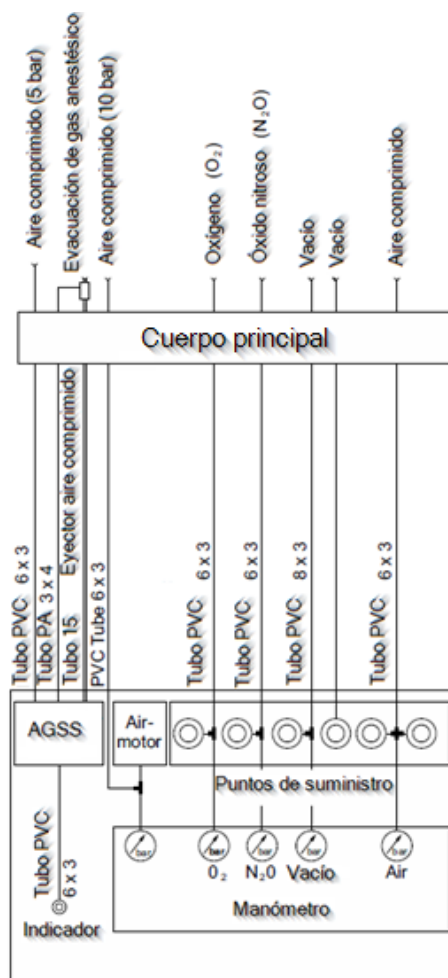 Aire comprimido (5 bar)
Evacuación de gas anestésico
Aire comprimido (10 bar)
Oxígeno (O₂)
Óxido nitroso (N₂O)
Vacío
Vacío
Aire comprimido
Cuerpo principal
Tubo PVC 6 x 3
Tubo PA 3 x 4
Eyector aire comprimido
Tubo 15
PVC Tube 6 x 3
Tubo PVC 6 x 3
Tubo PVC 6 x 3
Tubo PVC 8 x 3
Tubo PVC 6 x 3
AGSS
Air-
motor
Puntos de suministro
Tubo PVC
6 x 3
Indicador
bar
bar
bar
bar
bar
O₂
N₂O
Vacío
Air
Manómetro